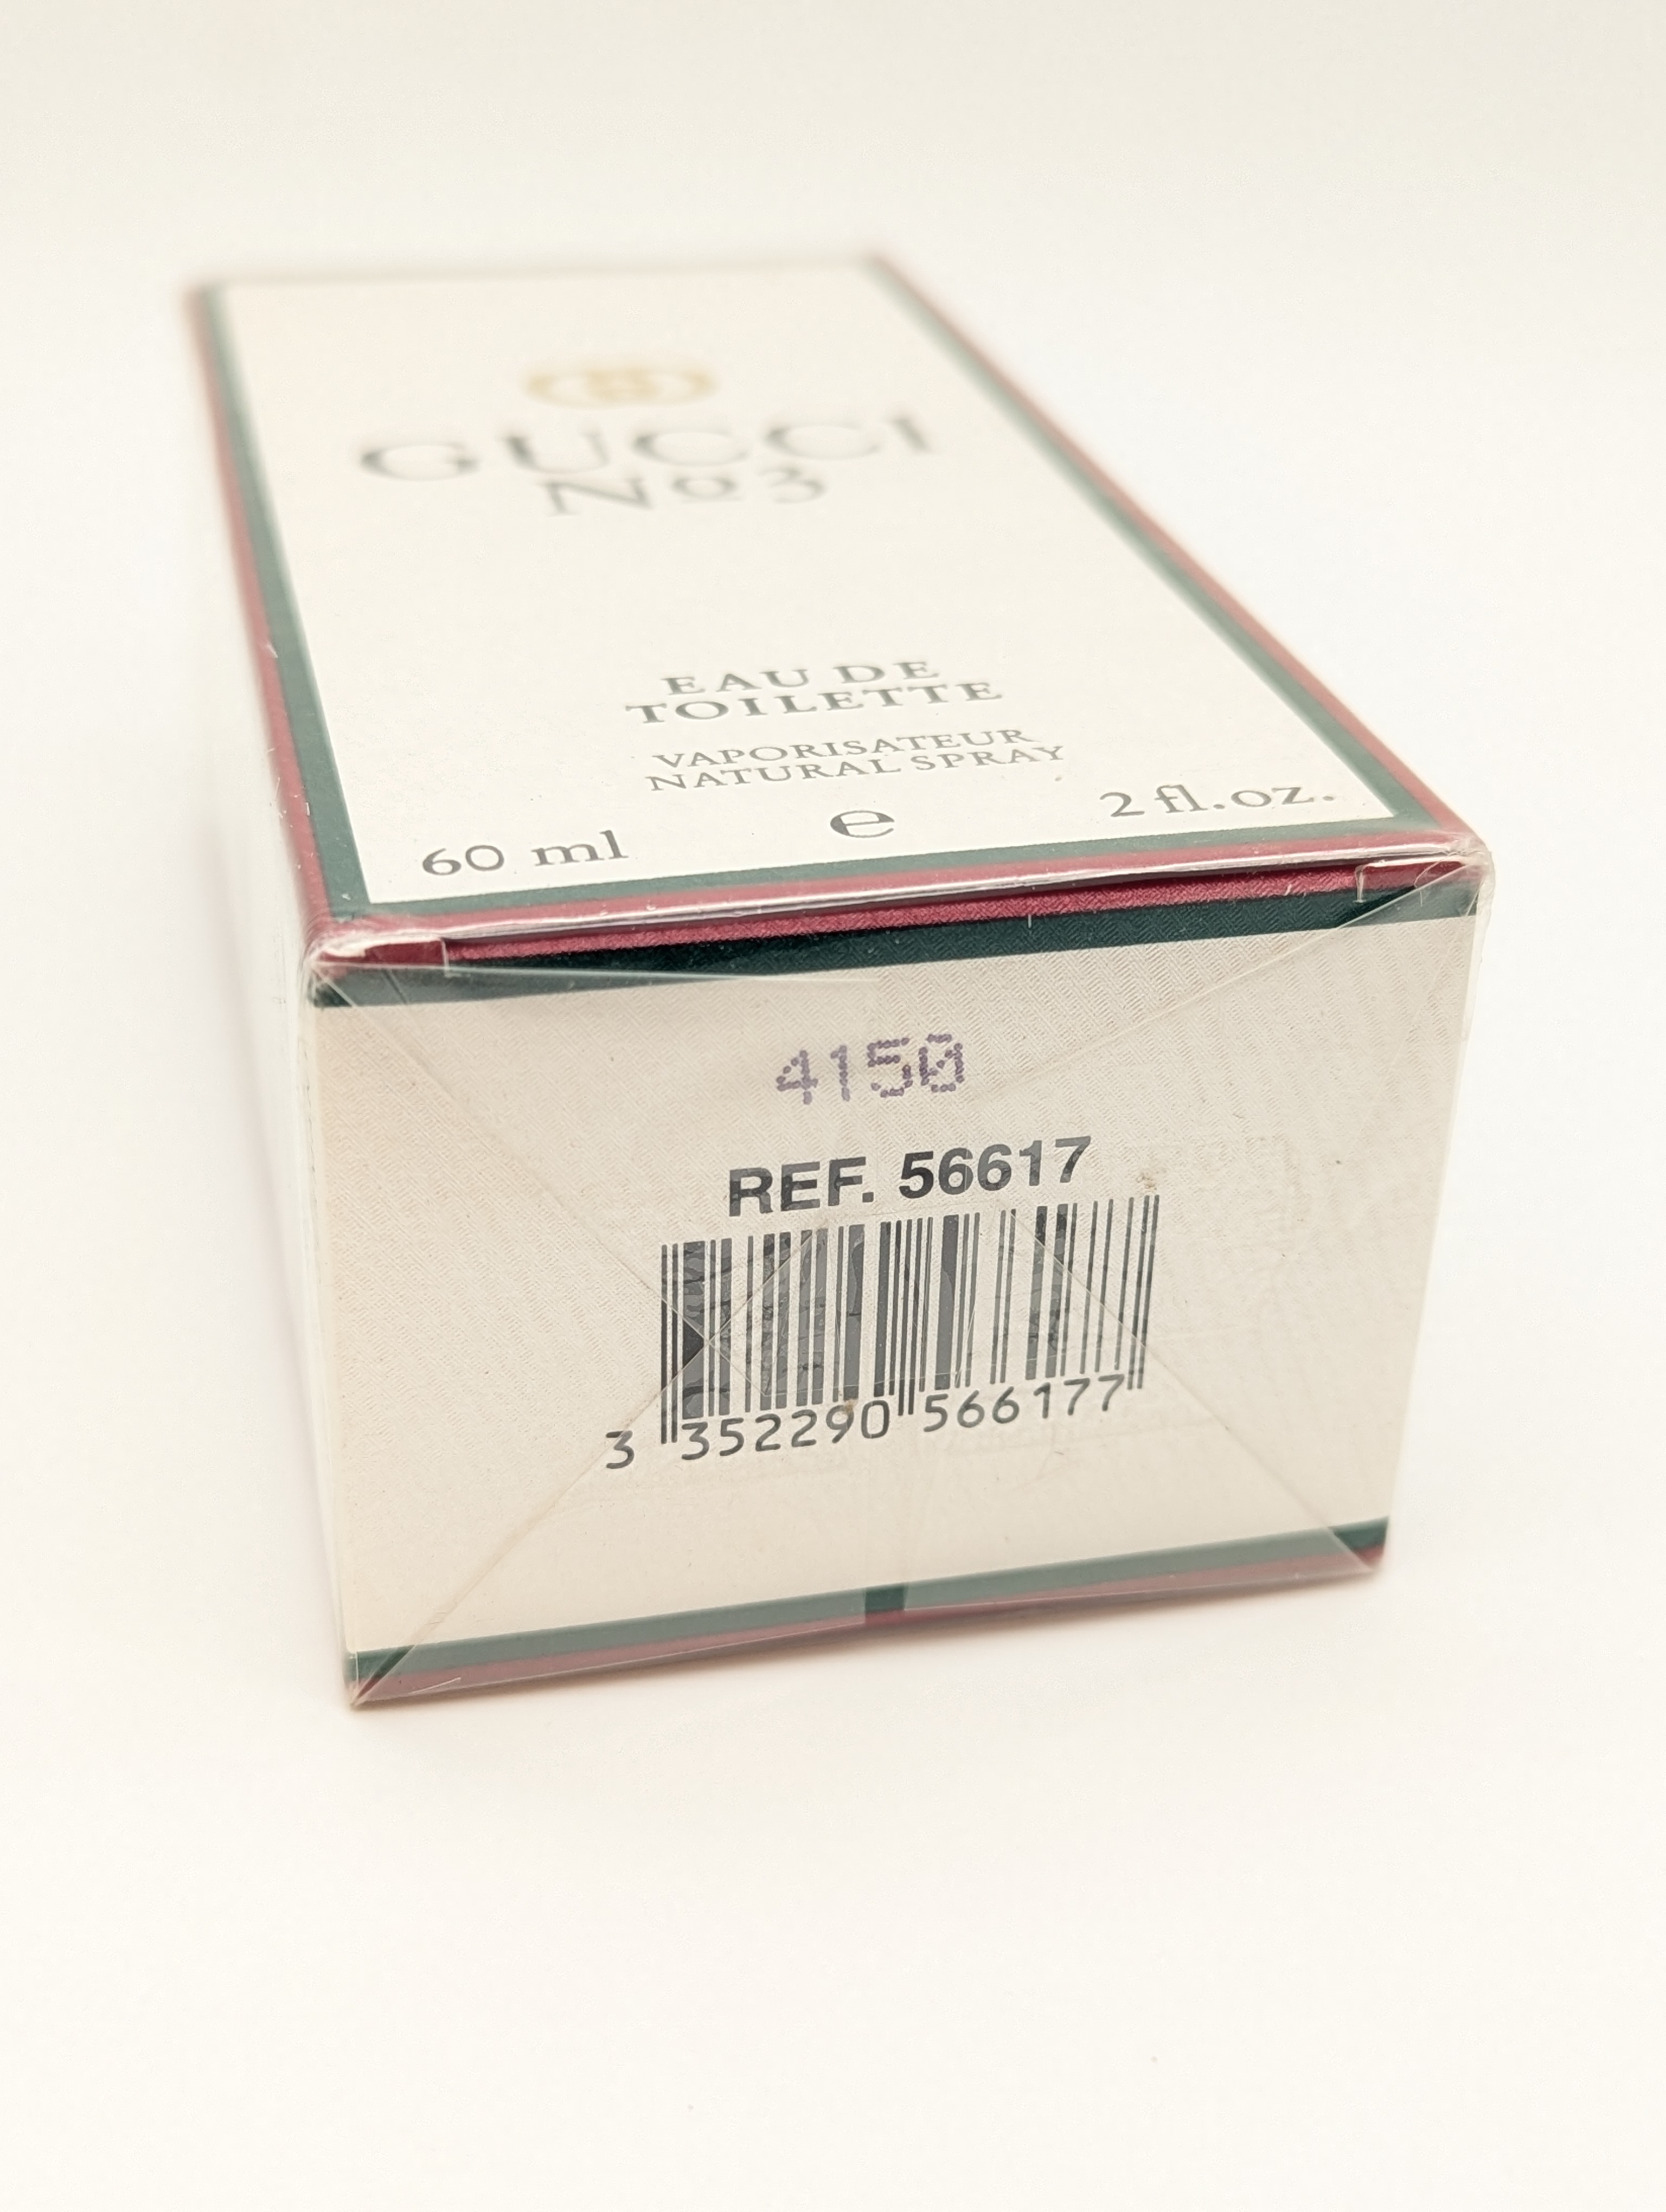 GUCCI
No3
EAU DE
TOILETTE
VAPORISATEUR
NATURAL SPRAY
60 ml e 2 fl.oz.
4150
REF. 56617
3 352290 566177